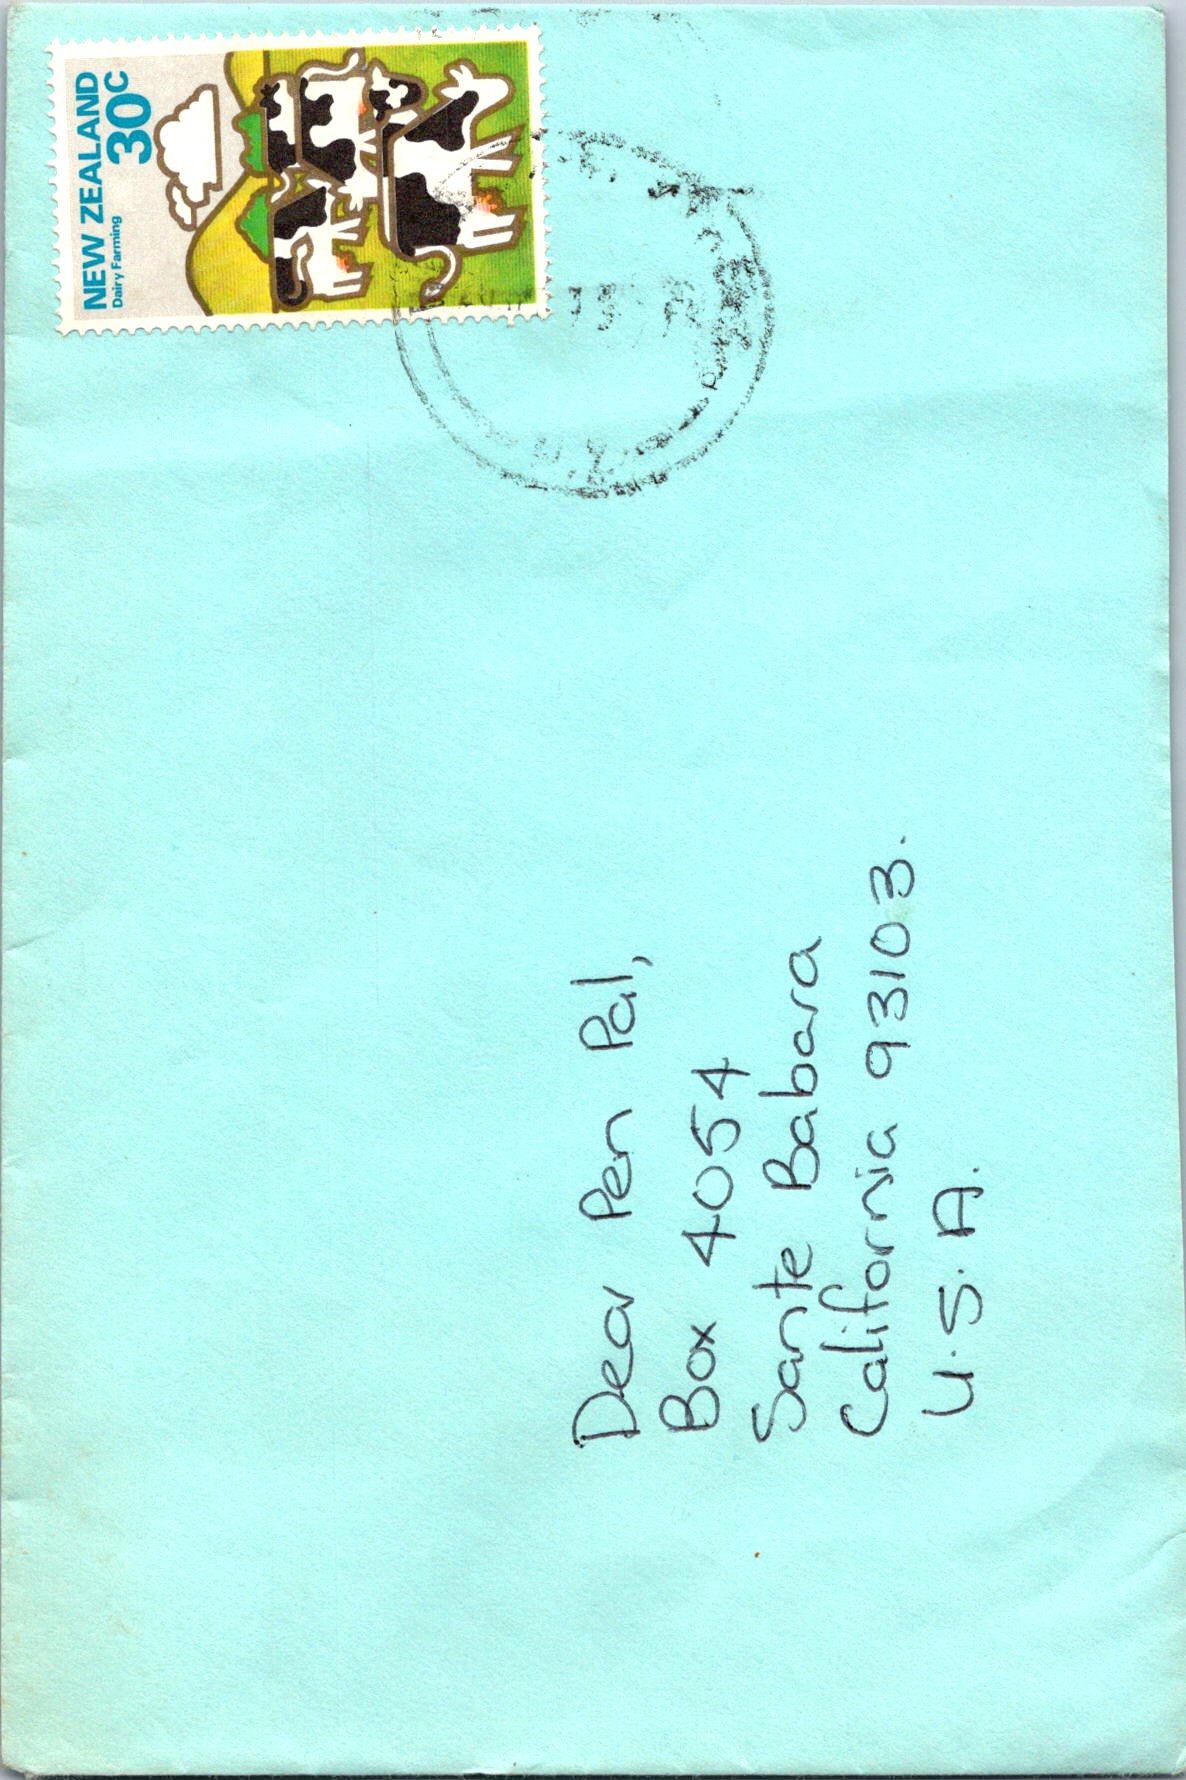 NEW ZEALAND
30c
Dairy Farming
Dear Pen Pal,
Box 4054
Sante Babara
California 93103.
U.S.A.